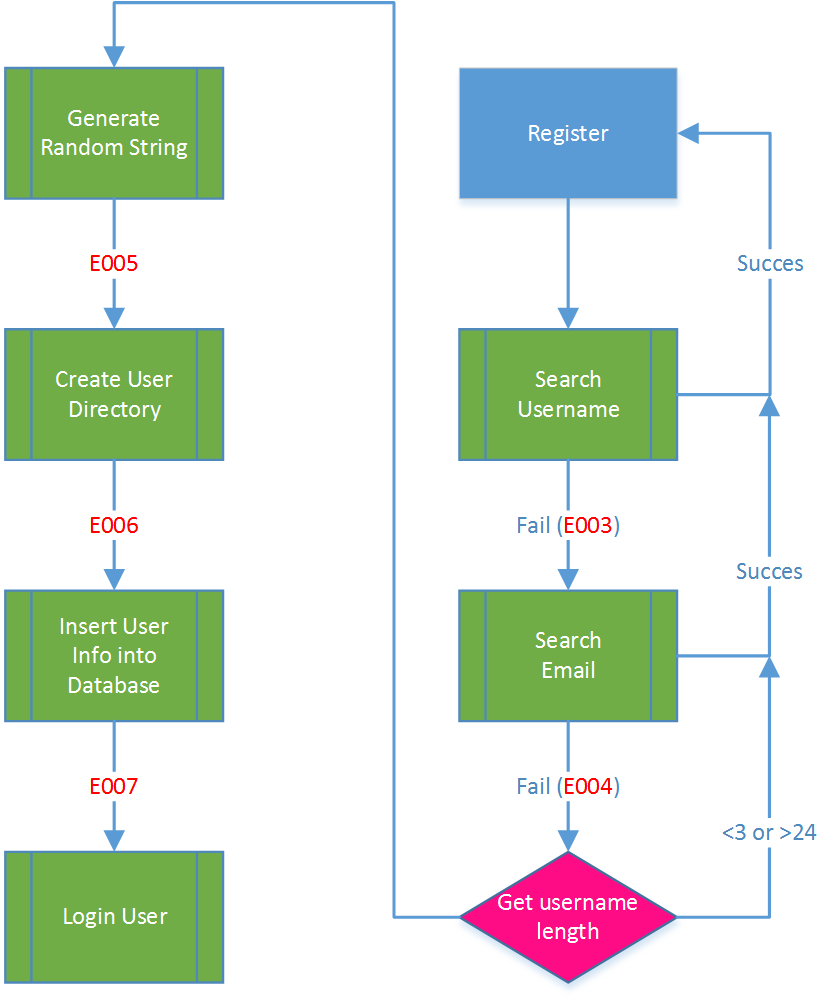 Generate
Random String
E005
Create User
Directory
E006
Insert User
Info into
Database
E007
Login User
Register
Succes
Search
Username
Fail (E003)
Succes
Search
Email
Fail (E004)
<3 or >24
Get username
length